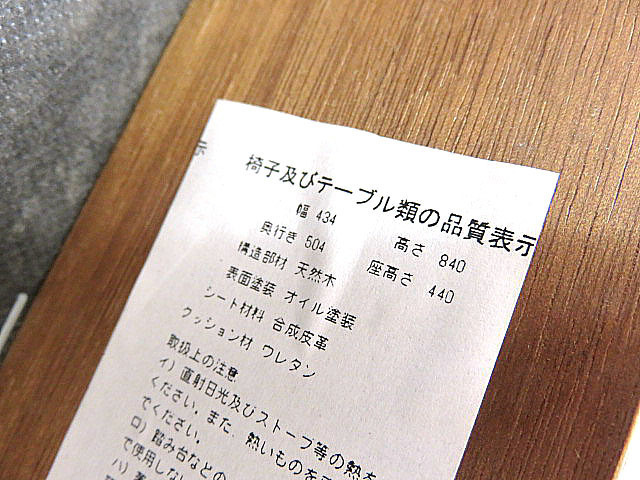 示
椅子及びテーブル類の品質表示
幅 434 高さ 840
奥行き 504 座高さ 440
構造部材 天然木
表面塗装 オイル塗装
シート材料 合成皮革
クッション材 ウレタン
取扱上の注意
イ) 直射日光及びストーブ等の熱を
ください。また、熱いものを
でください。
ロ) 踏み台などの
で使用しない
ハ)